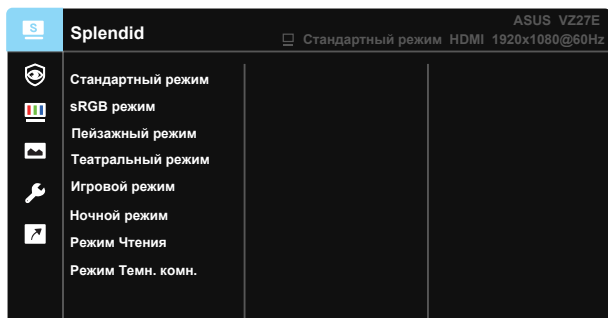 S
Splendid
ASUS VZ27E
Стандартный режим HDMI 1920x1080@60Hz
Стандартный режим
sRGB режим
Пейзажный режим
Театральный режим
Игровой режим
Ночной режим
Режим Чтения
Режим Темн. комн.